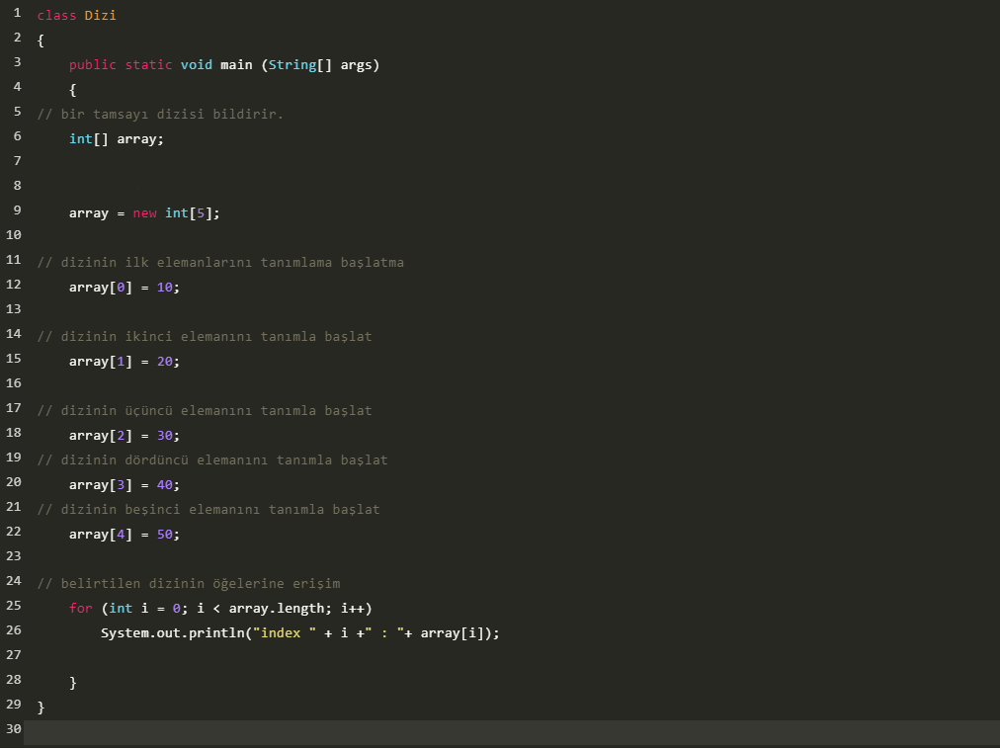 1 class Dizi
2 {
3     public static void main (String[] args)
4     {
5 // bir tamsayı dizisi bildirir.
6     int[] array;
7
8
9     array = new int[5];
10
11 // dizinin ilk elemanlarını tanımlama başlatma
12     array[0] = 10;
13
14 // dizinin ikinci elemanını tanımla başlat
15     array[1] = 20;
16
17 // dizinin üçüncü elemanını tanımla başlat
18     array[2] = 30;
19 // dizinin dördüncü elemanını tanımla başlat
20     array[3] = 40;
21 // dizinin beşinci elemanını tanımla başlat
22     array[4] = 50;
23
24 // belirtilen dizinin öğelerine erişim
25     for (int i = 0; i < array.length; i++)
26         System.out.println("index " + i +" : "+ array[i]);
27
28     }
29 }
30